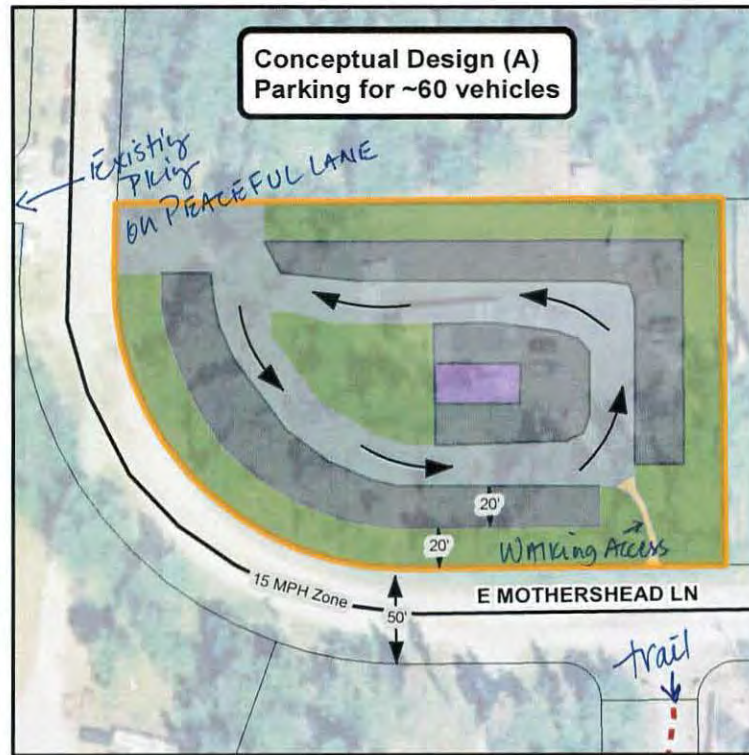 Conceptual Design (A)
Parking for ~60 vehicles
Existing
Pking
on PEACEFUL LANE
20'
20'
WAlking Access
15 MPH Zone
50'
E MOTHERSHEAD LN
trail